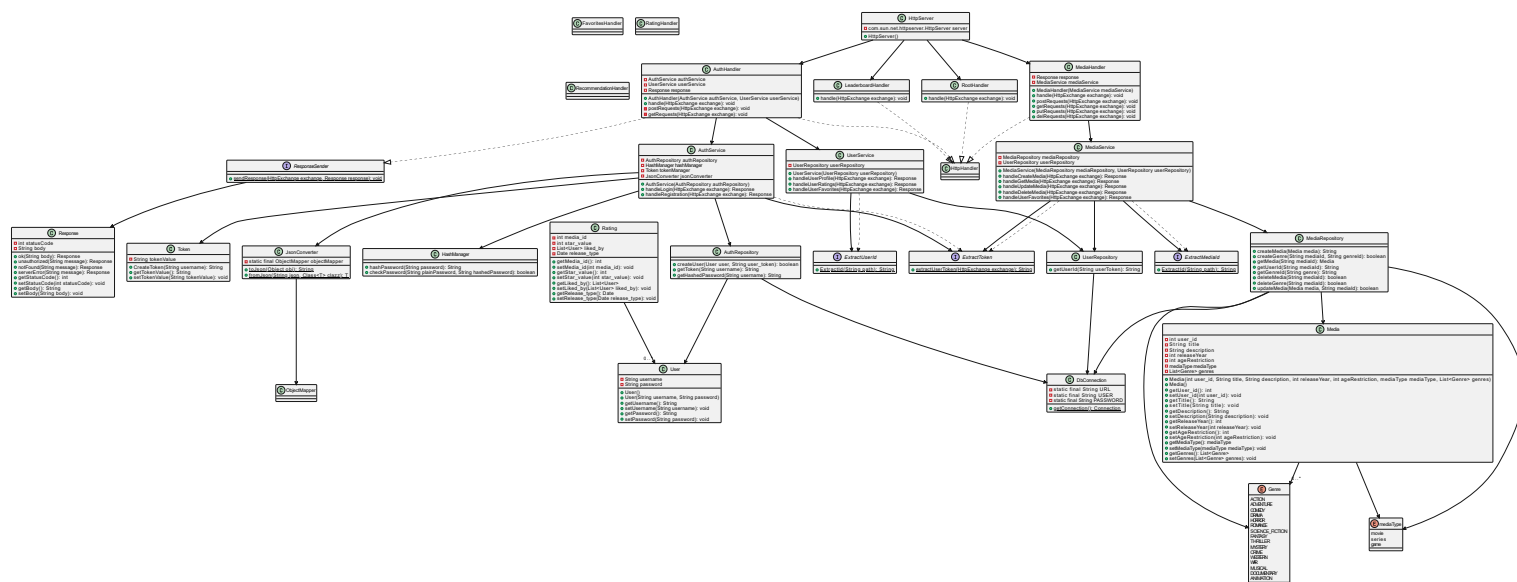 C FavoritesHandler
C RatingHandler
C HttpServer
com.sun.net.httpserver.HttpServer server
HttpServer()
C RecommendationHandler
C AuthHandler
AuthService authService
UserService userService
Response response
AuthHandler(AuthService authService, UserService userService)
handle(HttpExchange exchange): void
postRequests(HttpExchange exchange): void
getRequests(HttpExchange exchange): void
C LeaderboardHandler
handle(HttpExchange exchange): void
C RootHandler
handle(HttpExchange exchange): void
C MediaHandler
Response response
MediaService mediaService
MediaHandler(MediaService mediaService)
handle(HttpExchange exchange): void
postRequests(HttpExchange exchange): void
getRequests(HttpExchange exchange): void
putRequests(HttpExchange exchange): void
delRequests(HttpExchange exchange): void
I ResponseSender
sendResponse(HttpExchange exchange, Response response): void
C AuthService
AuthRepository authRepository
HashManager hashManager
Token tokenManager
JsonConverter jsonConverter
AuthService(AuthRepository authRepository)
handleLogin(HttpExchange exchange): Response
handleRegistration(HttpExchange exchange): Response
C UserService
UserRepository userRepository
UserService(UserRepository userRepository)
handleUserProfile(HttpExchange exchange): Response
handleUserRatings(HttpExchange exchange): Response
handleUserFavorites(HttpExchange exchange): Response
C HttpHandler
C MediaService
MediaRepository mediaRepository
UserRepository userRepository
MediaService(MediaRepository mediaRepository, UserRepository userRepository)
handleCreateMedia(HttpExchange exchange): Response
handleGetMedia(HttpExchange exchange): Response
handleUpdateMedia(HttpExchange exchange): Response
handleDeleteMedia(HttpExchange exchange): Response
handleUserFavorites(HttpExchange exchange): Response
C Response
int statusCode
String body
ok(String body): Response
unauthorized(String message): Response
notFound(String message): Response
serverError(String message): Response
getStatusCode(): int
setStatusCode(int statusCode): void
getBody(): String
setBody(String body): void
C Token
String tokenValue
CreateToken(String username): String
getTokenValue(): String
setTokenValue(String tokenValue): void
C JsonConverter
static final ObjectMapper objectMapper
toJson(Object obj): String
fromJson(String json, Class<T> clazz): T
C HashManager
hashPassword(String password): String
checkPassword(String plainPassword, String hashedPassword): boolean
C Rating
int media_id
int star_value
List<User> liked_by
Date release_type
getMedia_id(): int
setMedia_id(int media_id): void
getStar_value(): int
setStar_value(int star_value): void
getLiked_by(): List<User>
setLiked_by(List<User> liked_by): void
getRelease_type(): Date
setRelease_type(Date release_type): void
C AuthRepository
createUser(User user, String user_token): boolean
getToken(String username): String
getHashedPassword(String username): String
I ExtractUserId
ExtractId(String path): String
I ExtractToken
extractUserToken(HttpExchange exchange): String
C UserRepository
getUserId(String userToken): String
I ExtractMediaId
ExtractId(String path): String
C MediaRepository
createMedia(Media media): String
createGenre(String mediaId, String genreId): boolean
getMedia(String mediaId): Media
getUserId(String mediaId): String
getGenreId(String genre): String
deleteMedia(String mediaId): boolean
deleteGenre(String mediaId): boolean
updateMedia(Media media, String mediaId): boolean
C ObjectMapper
C User
String username
String password
User()
User(String username, String password)
getUsername(): String
setUsername(String username): void
getPassword(): String
setPassword(String password): void
C DbConnection
static final String URL
static final String USER
static final String PASSWORD
getConnection(): Connection
C Media
int user_id
String title
String description
int releaseYear
int ageRestriction
mediaType mediaType
List<Genre> genres
Media(int user_id, String title, String description, int releaseYear, int ageRestriction, mediaType mediaType, List<Genre> genres)
Media()
getUser_id(): int
setUser_id(int user_id): void
getTitle(): String
setTitle(String title): void
getDescription(): String
setDescription(String description): void
getReleaseYear(): int
setReleaseYear(int releaseYear): void
getAgeRestriction(): int
setAgeRestriction(int ageRestriction): void
getMediaType(): mediaType
setMediaType(mediaType mediaType): void
getGenres(): List<Genre>
setGenres(List<Genre> genres): void
E Genre
ACTION
ADVENTURE
COMEDY
DRAMA
HORROR
ROMANCE
SCIENCE_FICTION
FANTASY
THRILLER
MYSTERY
CRIME
WESTERN
WAR
MUSICAL
DOCUMENTARY
ANIMATION
E mediaType
movie
series
game